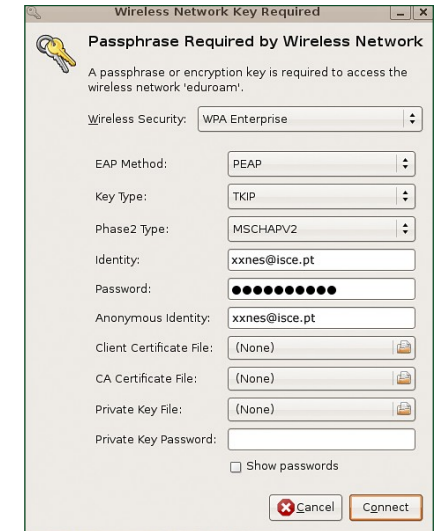 Wireless Network Key Required
Passphrase Required by Wireless Network
A passphrase or encryption key is required to access the
wireless network 'eduroam'.
Wireless Security: WPA Enterprise
EAP Method: PEAP
Key Type: TKIP
Phase2 Type: MSCHAPV2
Identity: xxnes@isce.pt
Password: ●●●●●●●●●●
Anonymous Identity: xxnes@isce.pt
Client Certificate File: (None)
CA Certificate File: (None)
Private Key File: (None)
Private Key Password:
Show passwords
Cancel Connect